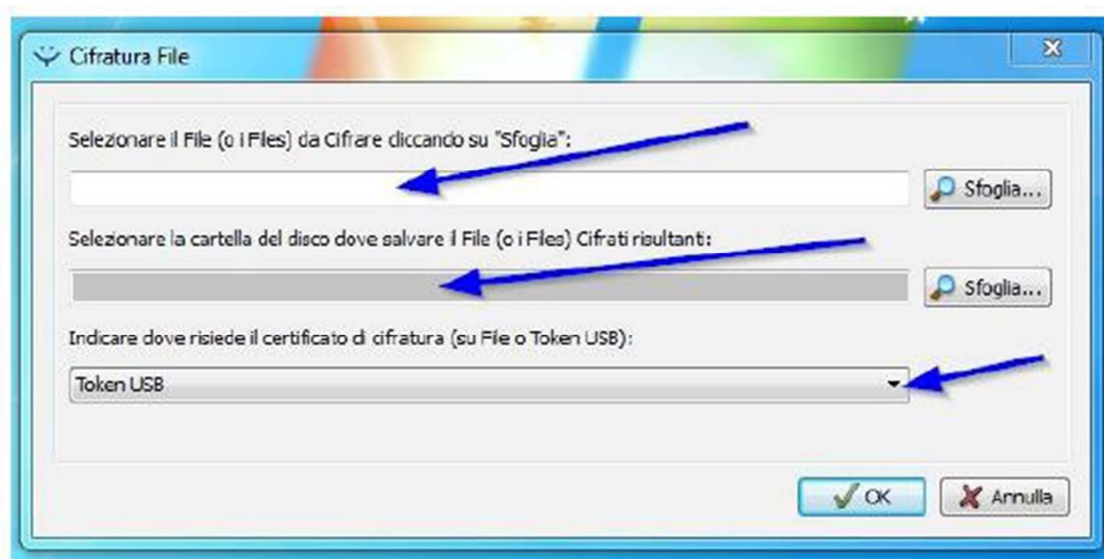 Cifratura File
Selezionare il File (o i Files) da Cifrare cliccando su "Sfoglia":
Sfoglia...
Selezionare la cartella del disco dove salvare il File (o i Files) Cifrati risultanti:
Sfoglia...
Indicare dove risiede il certificato di cifratura (su File o Token USB):
Token USB
OK
Annulla